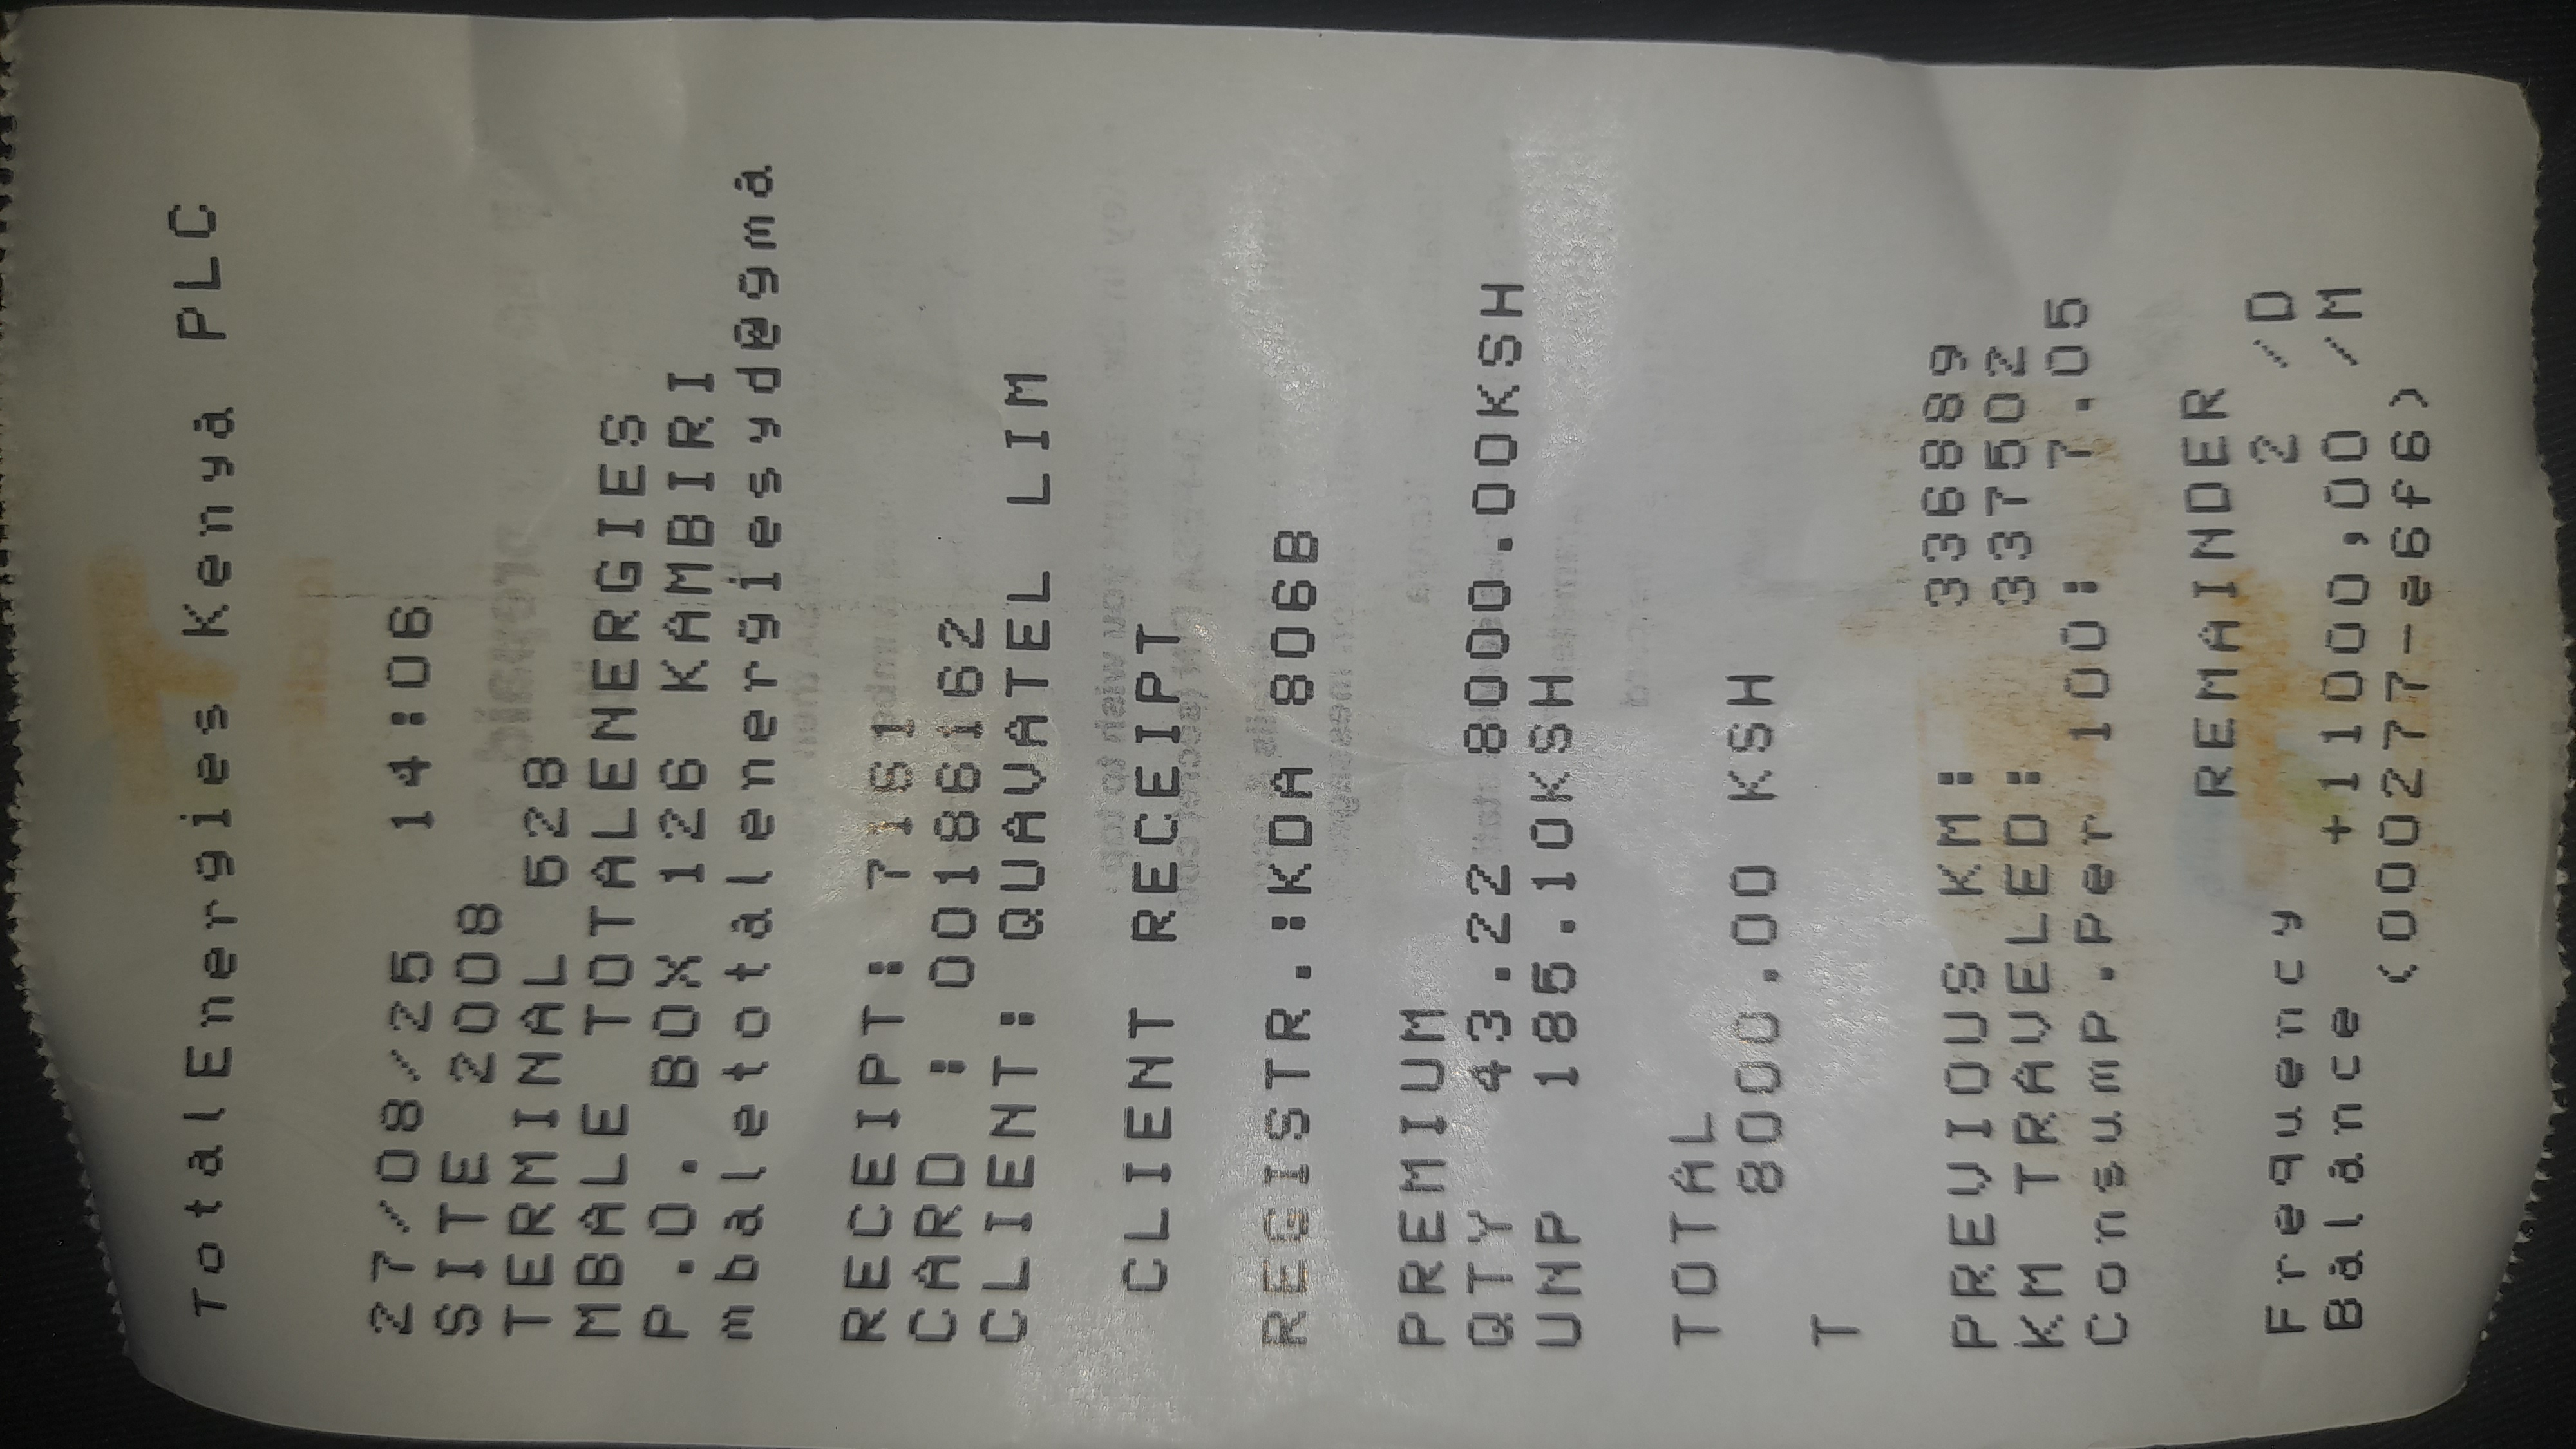 TotalEnergies Kenya PLC
27/08/25 14:06
SITE 2008
TERMINAL 628
MBALE TOTALENERGIES
P.O. BOX 126 KAMBIRI
mbaletotalenergiesyd@gma
RECEIPT: 7161
CARD : 00186162
CLIENT: QUAVATEL LIM
CLIENT RECEIPT
REGISTR.:KDA 806B
PREMIUM
QTY 43.22 8000.00KSH
UNP 185.10KSH
TOTAL
8000.00 KSH
T
PREVIOUS KM: 336889
KM TRAVELED: 337502
Consump.Per 100: 7.05
REMAINDER
Frequency 2 /D
Balance +11000,00 /M
<000277-e6f6>